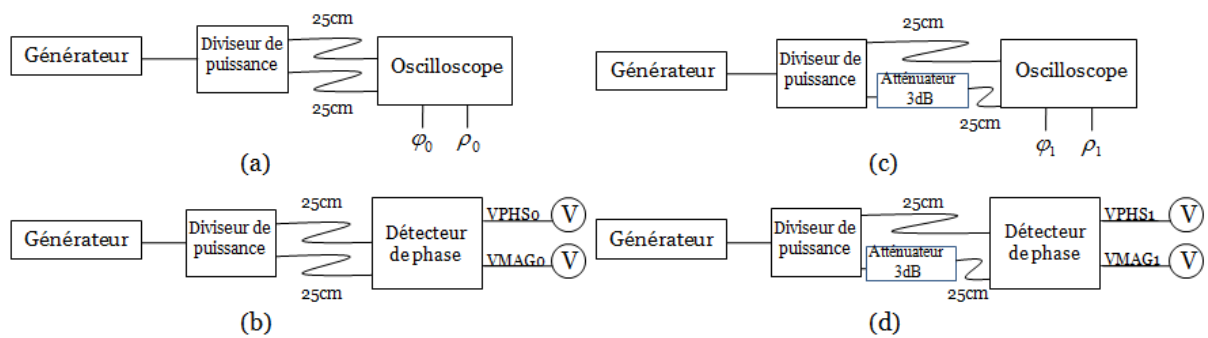 Générateur
Diviseur de
puissance
25cm
25cm
Oscilloscope
φ₀ ρ₀
(a)
Générateur
Diviseur de
puissance
25cm
Atténuateur
3dB
25cm
Oscilloscope
φ₁ ρ₁
(c)
Générateur
Diviseur de
puissance
25cm
25cm
Détecteur
de phase
VPHS0
V
VMAG0
V
(b)
Générateur
Diviseur de
puissance
25cm
Atténuateur
3dB
25cm
Détecteur
de phase
VPHS1
V
VMAG1
V
(d)